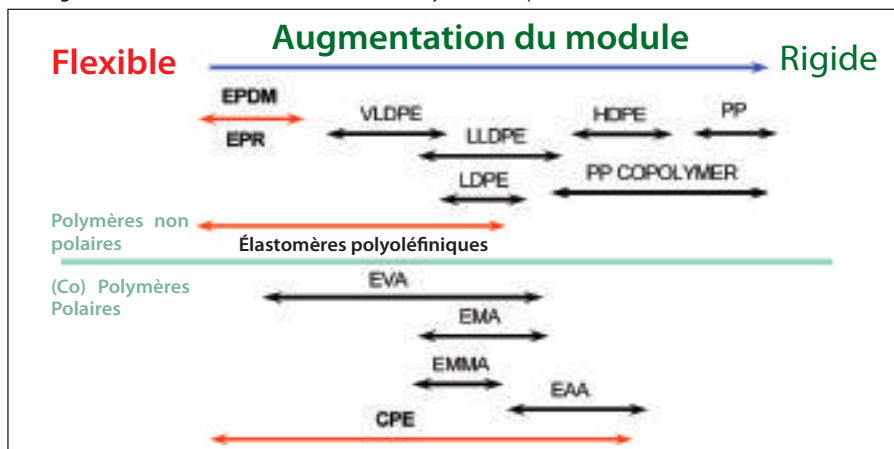 Augmentation du module
Flexible
Rigide
EPDM
EPR
VLDPE
HDPE
PP
LLDPE
LDPE
PP COPOLYMER
Polymères non
polaires
Élastomères polyoléfiniques
(Co) Polymères
Polaires
EVA
EMA
EMMA
EAA
CPE